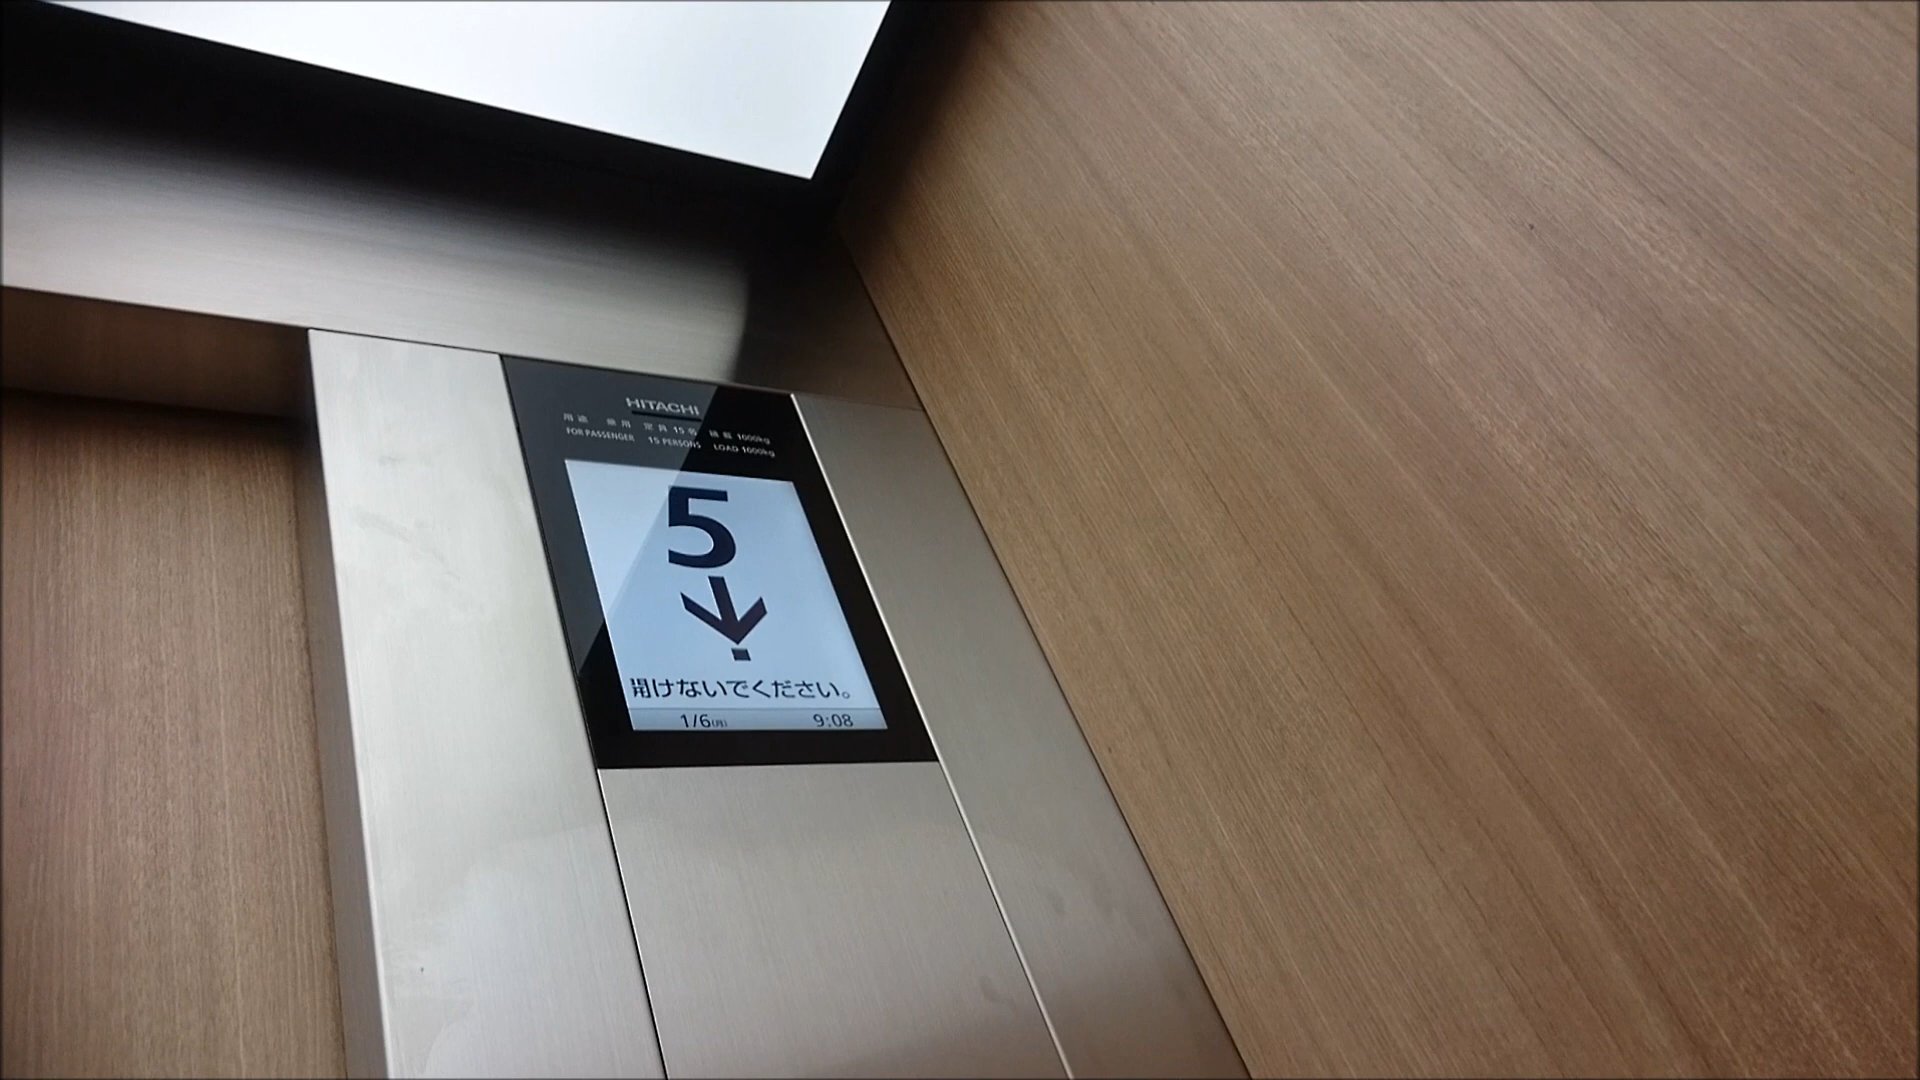 HITACHI
用途 乗用 定員 15 名 積載 1000kg
FOR PASSENGER 15 PERSONS LOAD 1000kg
5
開けないでください。
1/6(月) 9:08